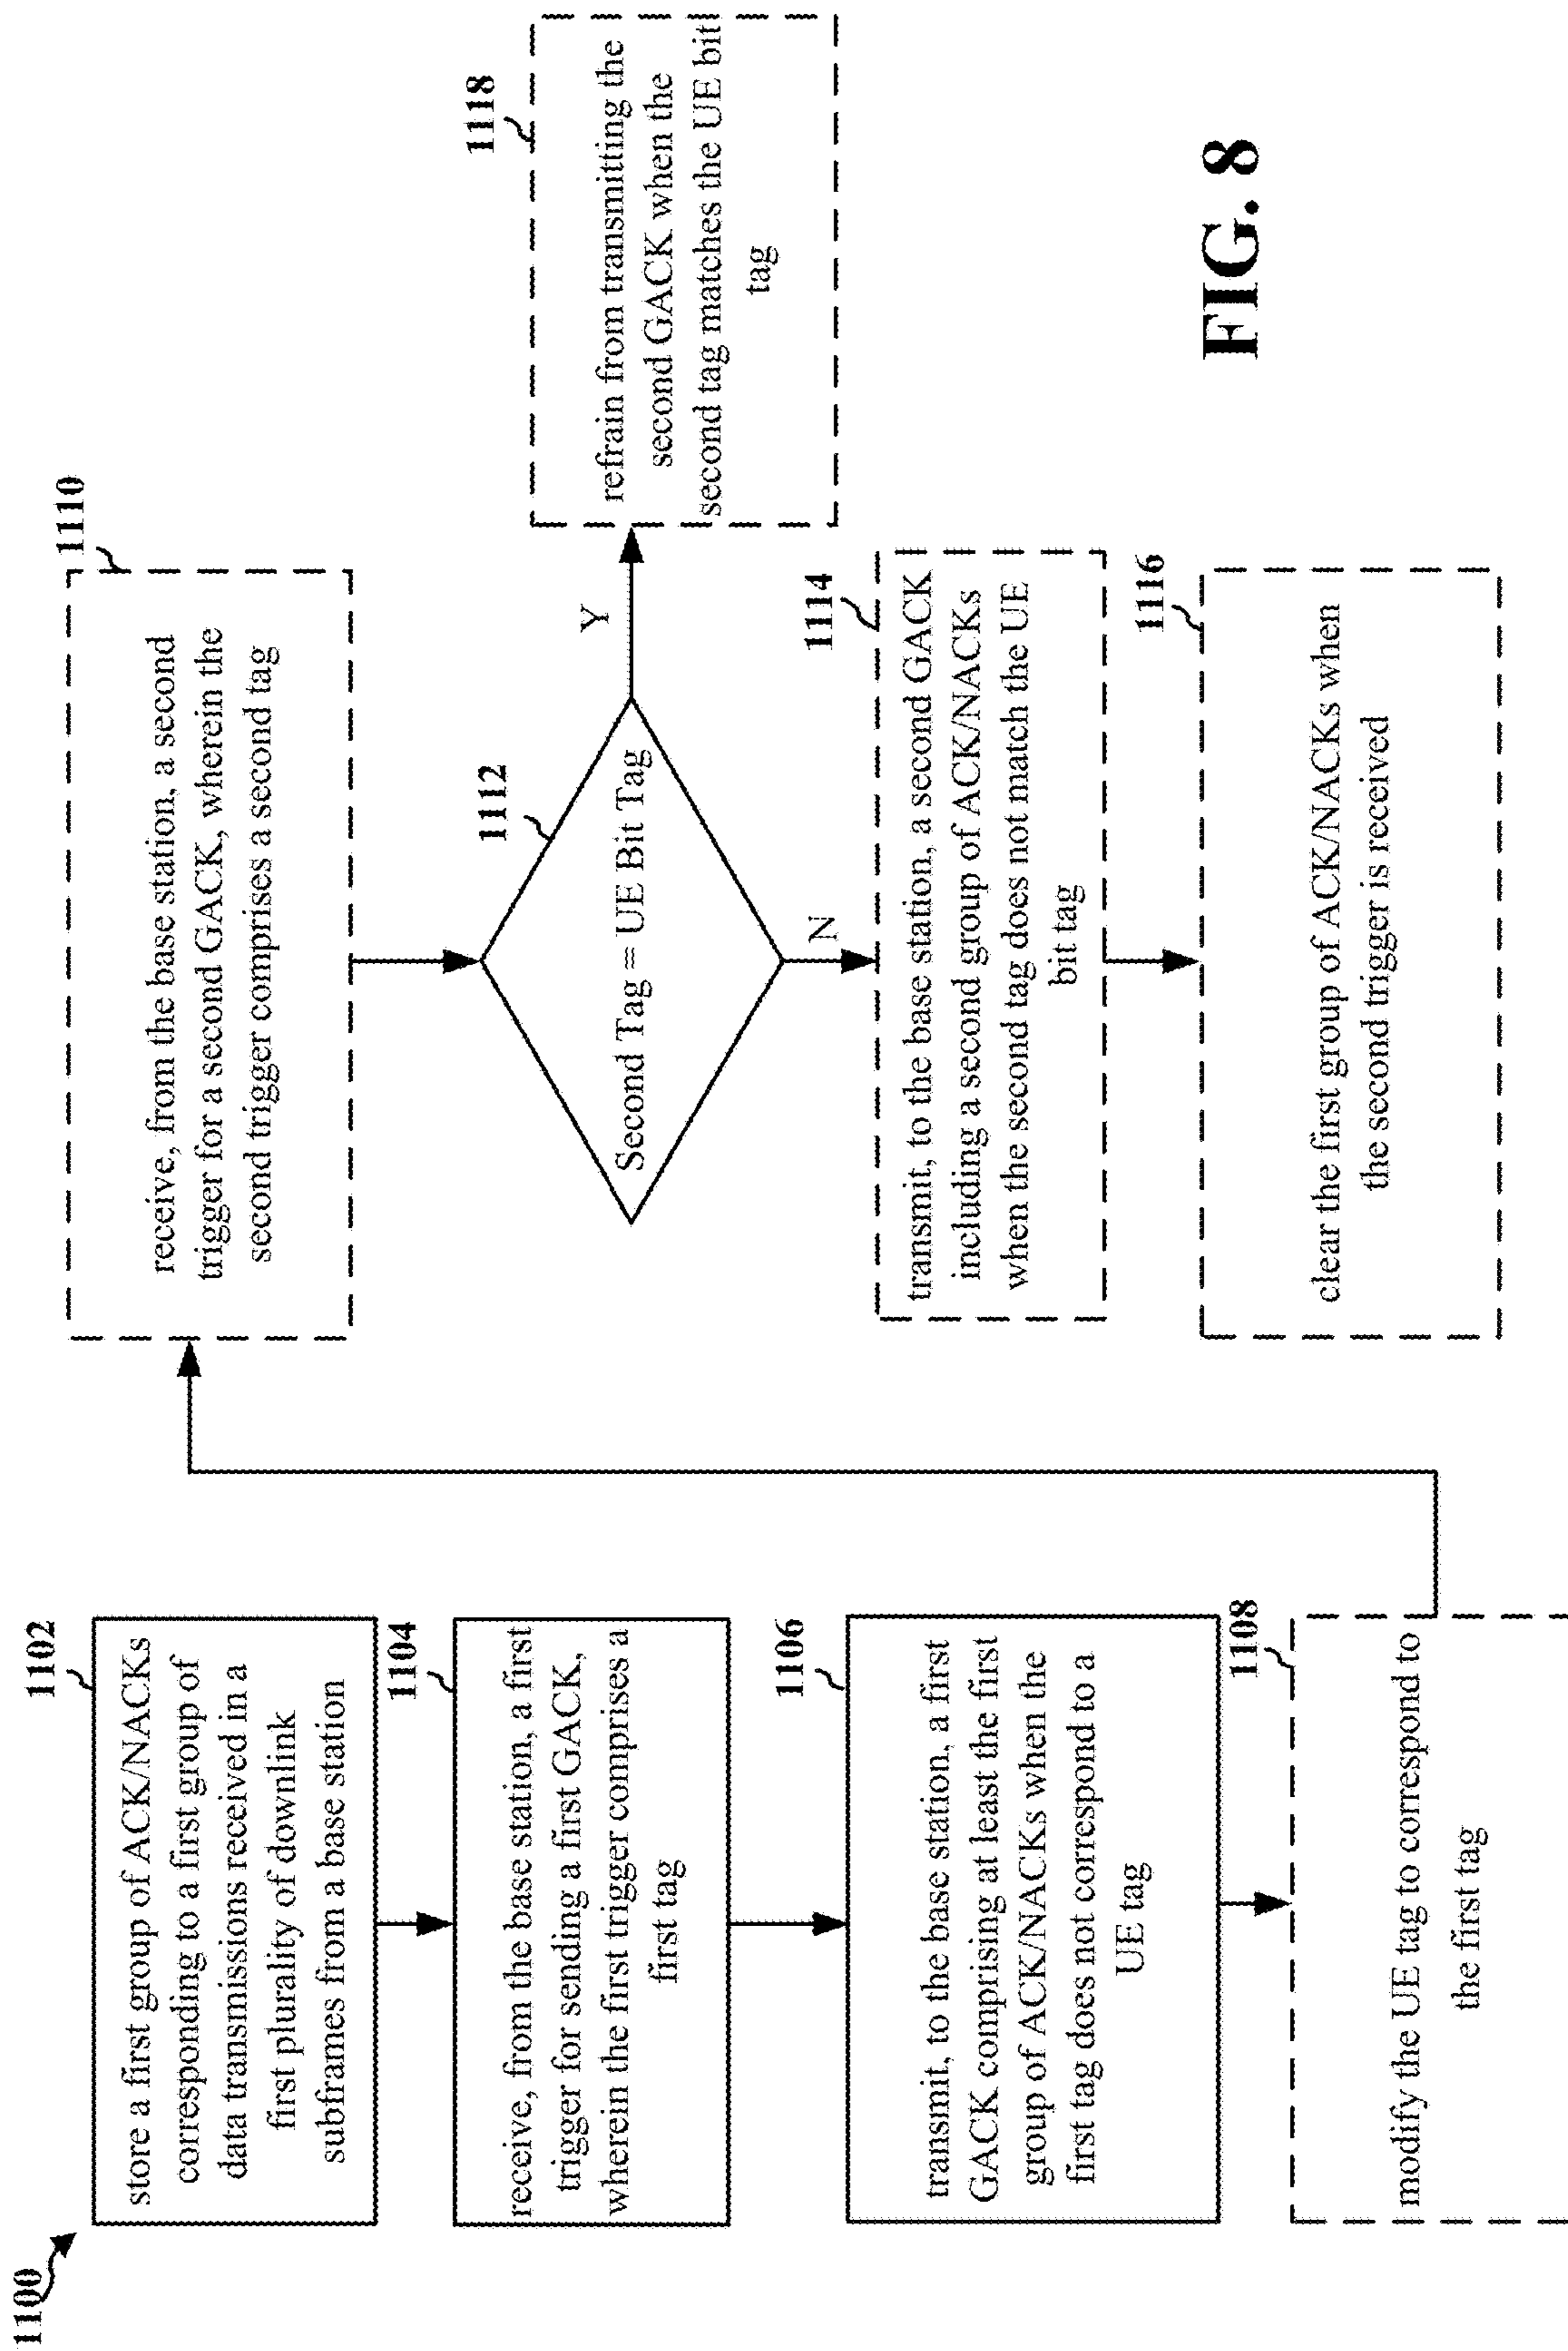 1100
1102
store a first group of ACK/NACKs
corresponding to a first group of
data transmissions received in a
first plurality of downlink
subframes from a base station
1104
receive, from the base station, a first
trigger for sending a first GACK,
wherein the first trigger comprises a
first tag
1106
transmit, to the base station, a first
GACK comprising at least the first
group of ACK/NACKs when the
first tag does not correspond to a
UE tag
1108
modify the UE tag to correspond to
the first tag
1110
receive, from the base station, a second
trigger for a second GACK, wherein the
second trigger comprises a second tag
1112
Second Tag = UE Bit Tag
Y
N
1114
transmit, to the base station, a second GACK
including a second group of ACK/NACKs
when the second tag does not match the UE
bit tag
1116
clear the first group of ACK/NACKs when
the second trigger is received
1118
refrain from transmitting the
second GACK when the
second tag matches the UE bit
tag
FIG. 8